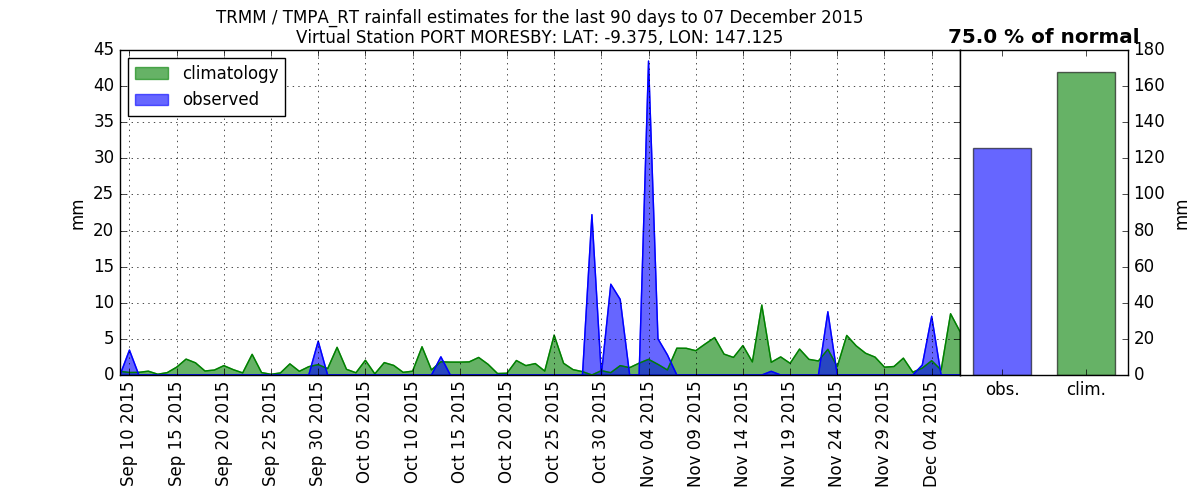 TRMM / TMPA_RT rainfall estimates for the last 90 days to 07 December 2015
Virtual Station PORT MORESBY: LAT: -9.375, LON: 147.125
75.0 % of normal
climatology
observed
45
40
35
30
25
20
15
10
5
0
mm
Sep 10 2015
Sep 15 2015
Sep 20 2015
Sep 25 2015
Sep 30 2015
Oct 05 2015
Oct 10 2015
Oct 15 2015
Oct 20 2015
Oct 25 2015
Oct 30 2015
Nov 04 2015
Nov 09 2015
Nov 14 2015
Nov 19 2015
Nov 24 2015
Nov 29 2015
Dec 04 2015
obs.
clim.
180
160
140
120
100
80
60
40
20
0
mm